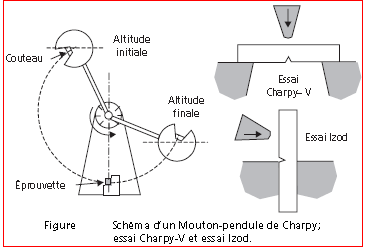 Altitude
initiale
Couteau
Altitude
finale
Éprouvette
Essai
Charpy–V
Essai Izod
Figure Schéma d'un Mouton-pendule de Charpy;
essai Charpy-V et essai Izod.